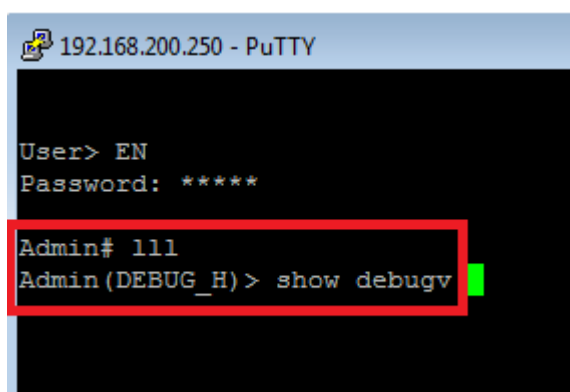 192.168.200.250 - PuTTY
User> EN
Password: *****
Admin# lll
Admin(DEBUG_H)> show debugv